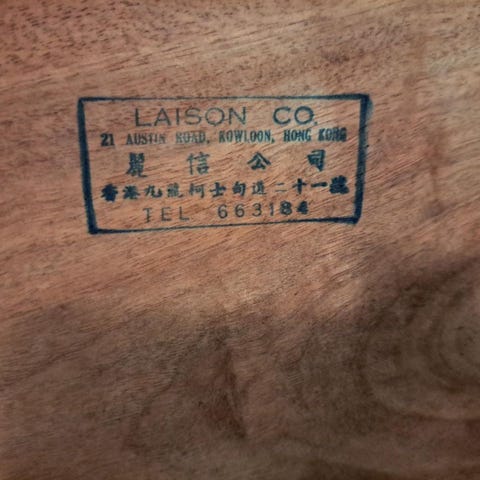 LAISON CO.
21 AUSTIN ROAD, KOWLOON, HONG KONG
麗信公司
香港九龍柯士甸道二十一號
TEL 663184